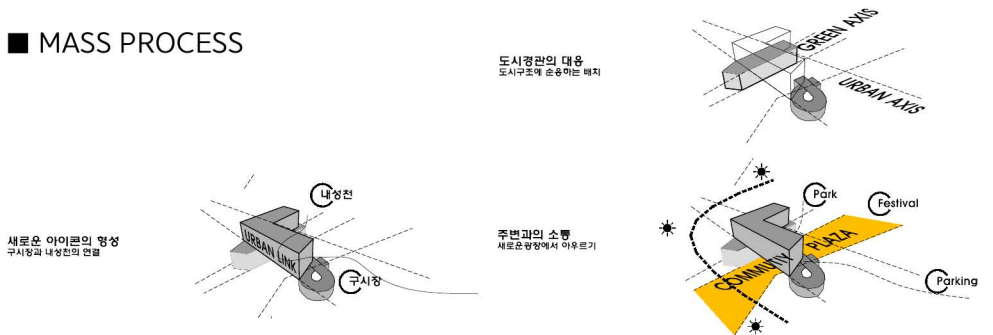 ■ MASS PROCESS
도시경관의 대응
도시구조에 순응하는 배치
GREEN AXIS
URBAN AXIS
새로운 아이콘의 형성
구시장과 내성천의 연결
내성천
URBAN LINK
구시장
주변과의 소통
새로운광장에서 아우르기
Park
Festival
COMMUTY PLAZA
Parking